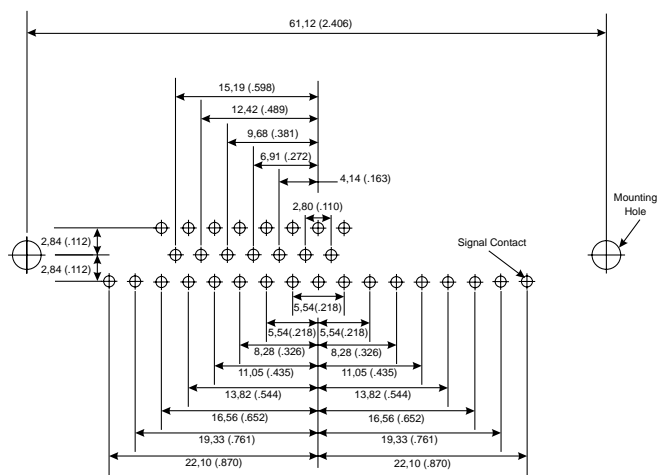 61,12 (2.406)
15,19 (.598)
12,42 (.489)
9,68 (.381)
6,91 (.272)
4,14 (.163)
2,80 (.110)
Mounting
Hole
2,84 (.112)
Signal Contact
2,84 (.112)
5,54 (.218)
5,54(.218) 5,54(.218)
8,28 (.326) 8,28 (.326)
11,05 (.435) 11,05 (.435)
13,82 (.544) 13,82 (.544)
16,56 (.652) 16,56 (.652)
19,33 (.761) 19,33 (.761)
22,10 (.870) 22,10 (.870)